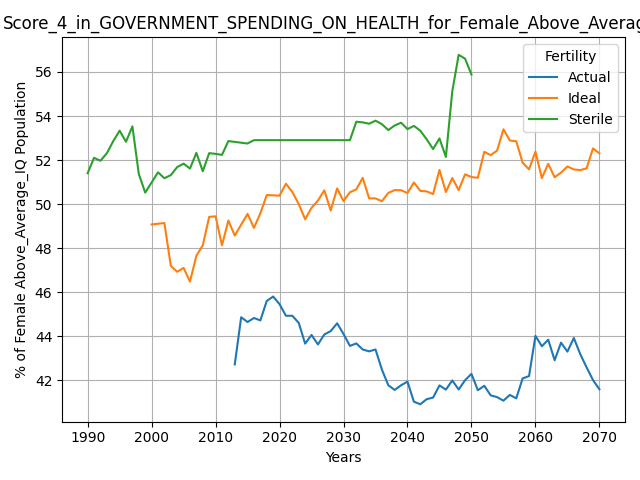 Score_4_in_GOVERNMENT_SPENDING_ON_HEALTH_for_Female_Above_Averag
Fertility
Actual
Ideal
Sterile
% of Female Above_Average_IQ Population
56
54
52
50
48
46
44
42
1990 2000 2010 2020 2030 2040 2050 2060 2070
Years